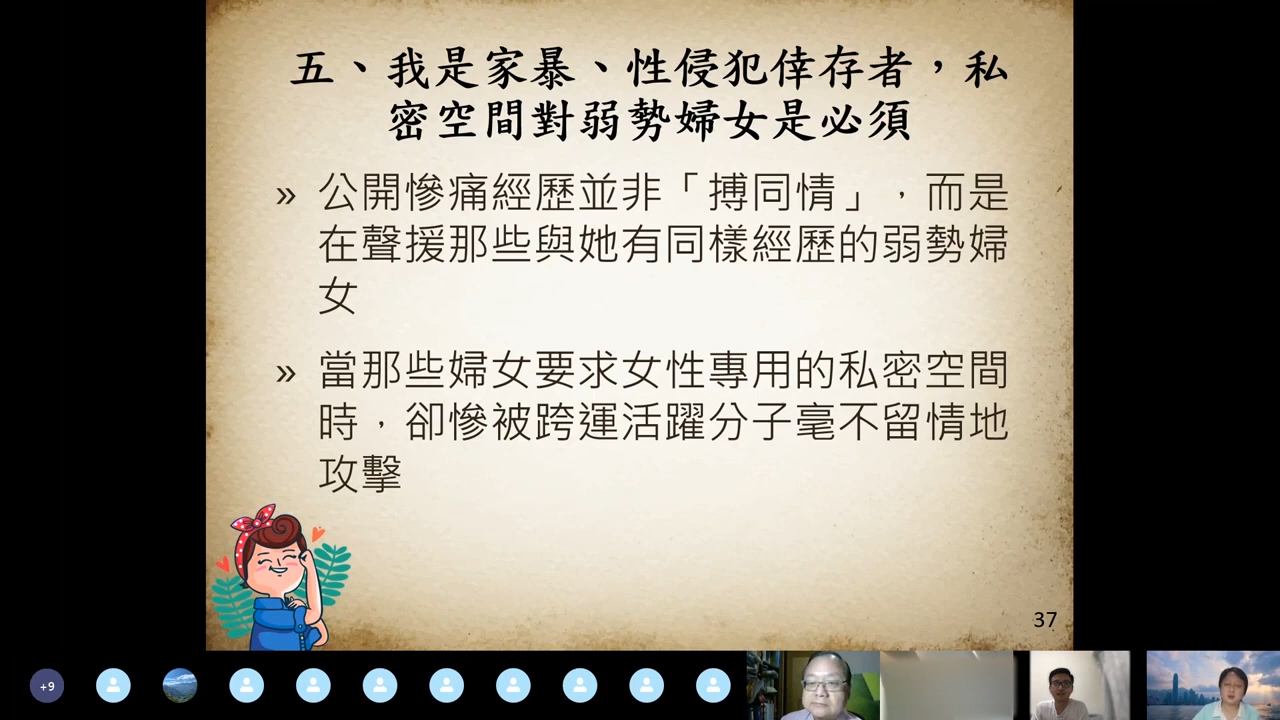 五、我是家暴、性侵犯倖存者，私
密空間對弱勢婦女是必須
» 公開慘痛經歷並非「搏同情」，而是
在聲援那些與她有同樣經歷的弱勢婦
女
» 當那些婦女要求女性專用的私密空間
時，卻慘被跨運活躍分子毫不留情地
攻擊
37
+9